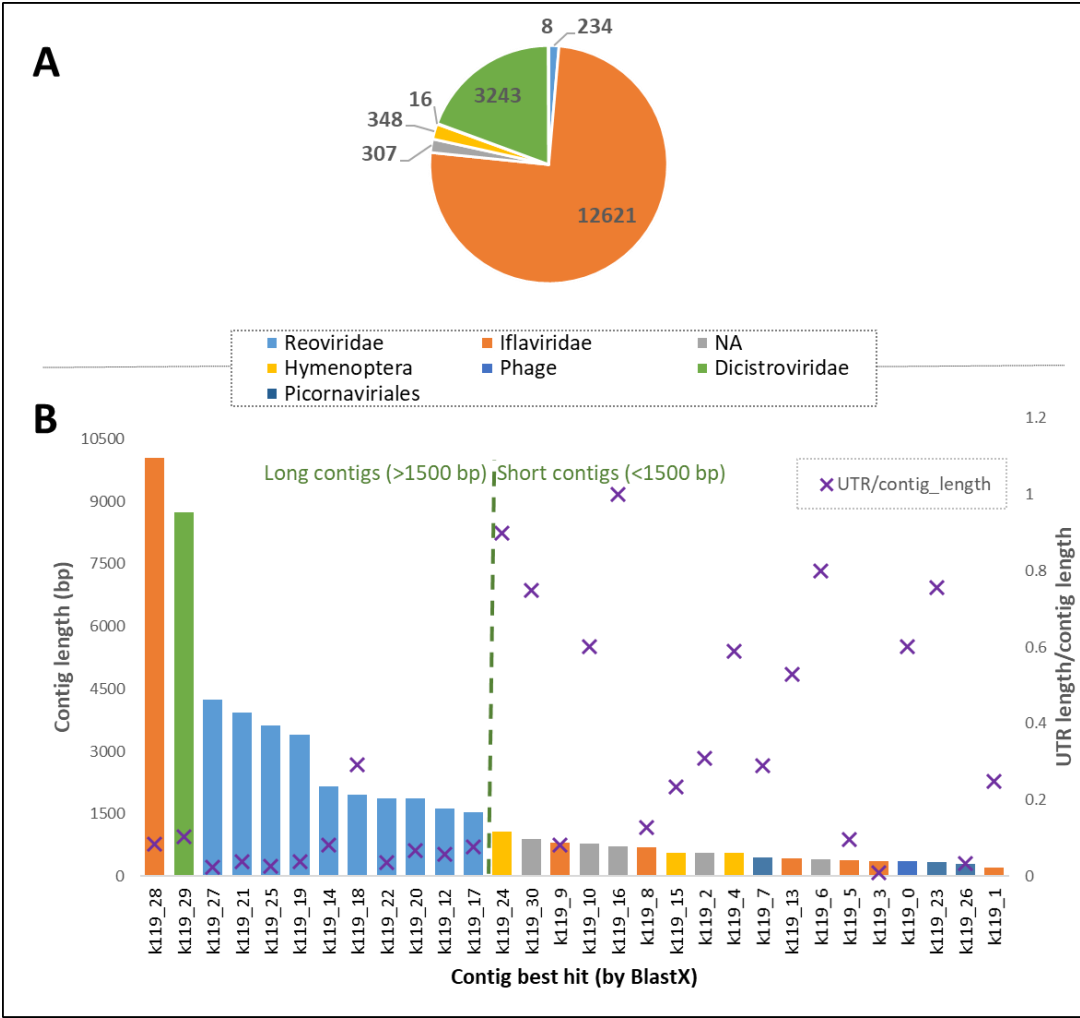 A
8 234
3243
16
348
307
12621
Reoviridae Iflaviridae NA
Hymenoptera Phage Dicistroviridae
Picornaviriales
B
Long contigs (>1500 bp) Short contigs (<1500 bp)
UTR/contig_length
Contig length (bp)
10500
9000
7500
6000
4500
3000
1500
0
UTR length/contig length
1.2
1
0.8
0.6
0.4
0.2
0
k119_28
k119_29
k119_27
k119_21
k119_25
k119_19
k119_14
k119_18
k119_22
k119_20
k119_12
k119_17
k119_24
k119_30
k119_9
k119_10
k119_16
k119_8
k119_15
k119_2
k119_4
k119_7
k119_13
k119_6
k119_5
k119_3
k119_0
k119_23
k119_26
k119_1
Contig best hit (by BlastX)